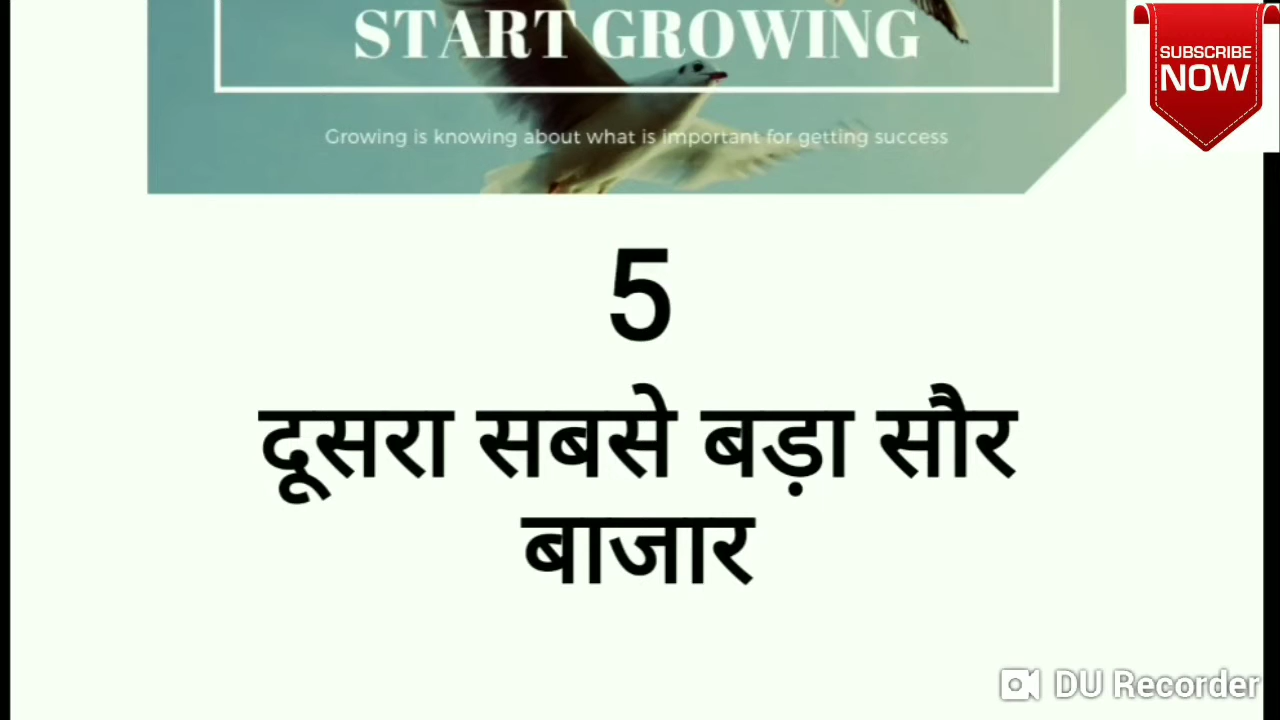 START GROWING
Growing is knowing about what is important for getting success
SUBSCRIBE
NOW
5
दूसरा सबसे बड़ा सौर
बाजार
DU Recorder